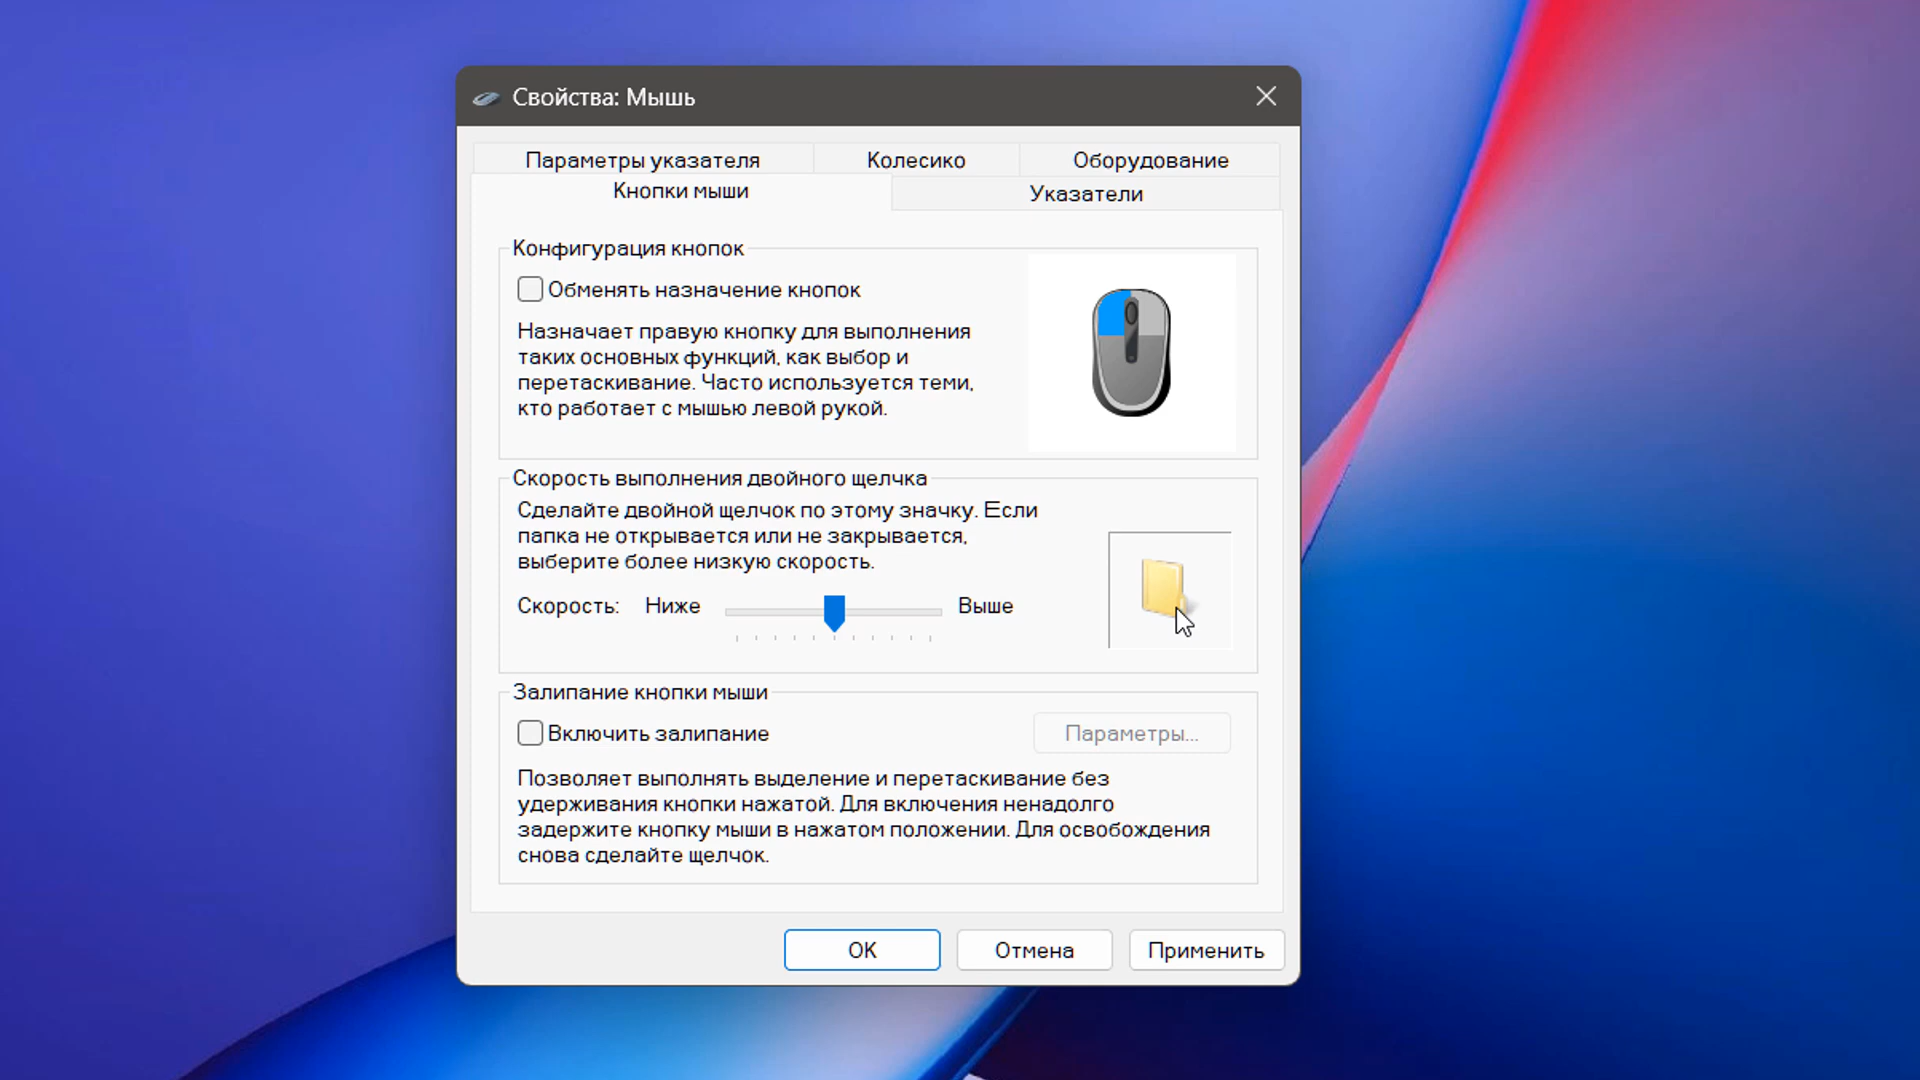 Свойства: Мышь
Параметры указателя
Колесико
Оборудование
Кнопки мыши
Указатели
Конфигурация кнопок
Обменять назначение кнопок
Назначает правую кнопку для выполнения
таких основных функций, как выбор и
перетаскивание. Часто используется теми,
кто работает с мышью левой рукой.
Скорость выполнения двойного щелчка
Сделайте двойной щелчок по этому значку. Если
папка не открывается или не закрывается,
выберите более низкую скорость.
Скорость: Ниже Выше
Залипание кнопки мыши
Включить залипание
Параметры...
Позволяет выполнять выделение и перетаскивание без
удерживания кнопки нажатой. Для включения ненадолго
задержите кнопку мыши в нажатом положении. Для освобождения
снова сделайте щелчок.
OK
Отмена
Применить